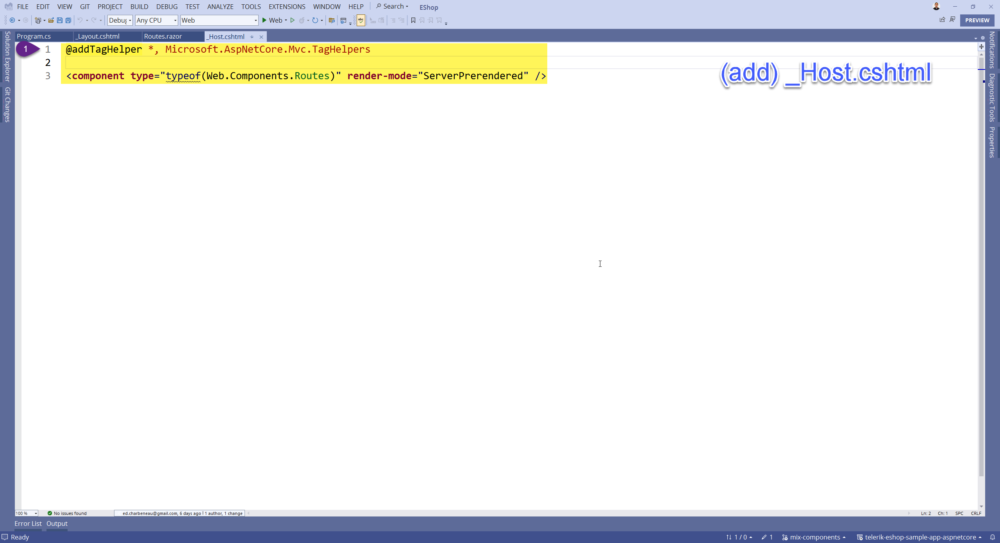 FILE EDIT VIEW GIT PROJECT BUILD DEBUG TEST ANALYZE TOOLS EXTENSIONS WINDOW HELP Search EShop
Debug Any CPU Web Web abc PREVIEW
Program.cs _Layout.cshtml Routes.razor _Host.cshtml
1 1 @addTagHelper *, Microsoft.AspNetCore.Mvc.TagHelpers
2
3 <component type="typeof(Web.Components.Routes)" render-mode="ServerPrerendered" />
(add) _Host.cshtml
Solution Explorer
Git Changes
Notifications
Diagnostic Tools
Properties
100 % No issues found ed.charbeneau@gmail.com, 6 days ago | 1 author, 1 change Ln: 2 Ch: 1 SPC CRLF
Error List Output
Ready 1 / 0 1 mix-components telerik-eshop-sample-app-aspnetcore